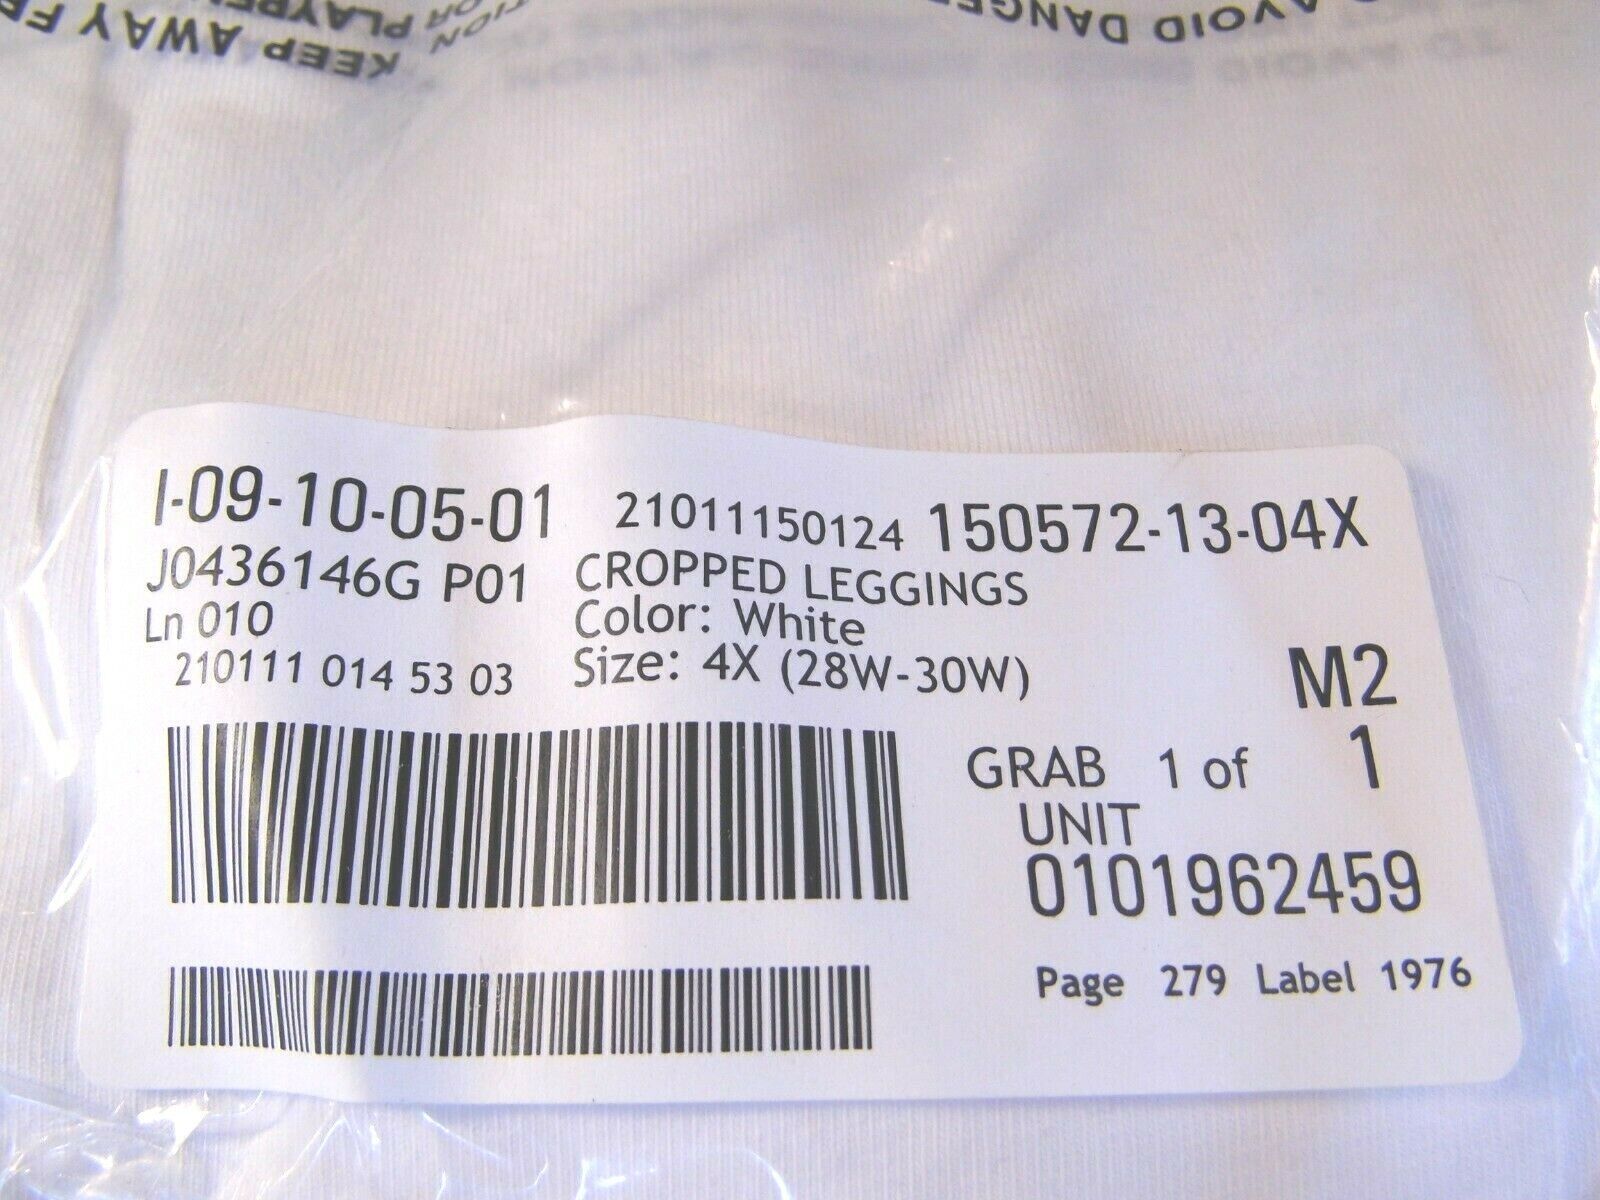 KEEP AWAY
AVOID DANGE
I-09-10-05-01 21011150124 150572-13-04X
J0436146G P01 CROPPED LEGGINGS
Ln 010 Color: White
210111 014 53 03 Size: 4X (28W-30W)
M2
GRAB 1 of 1
UNIT
0101962459
Page 279 Label 1976